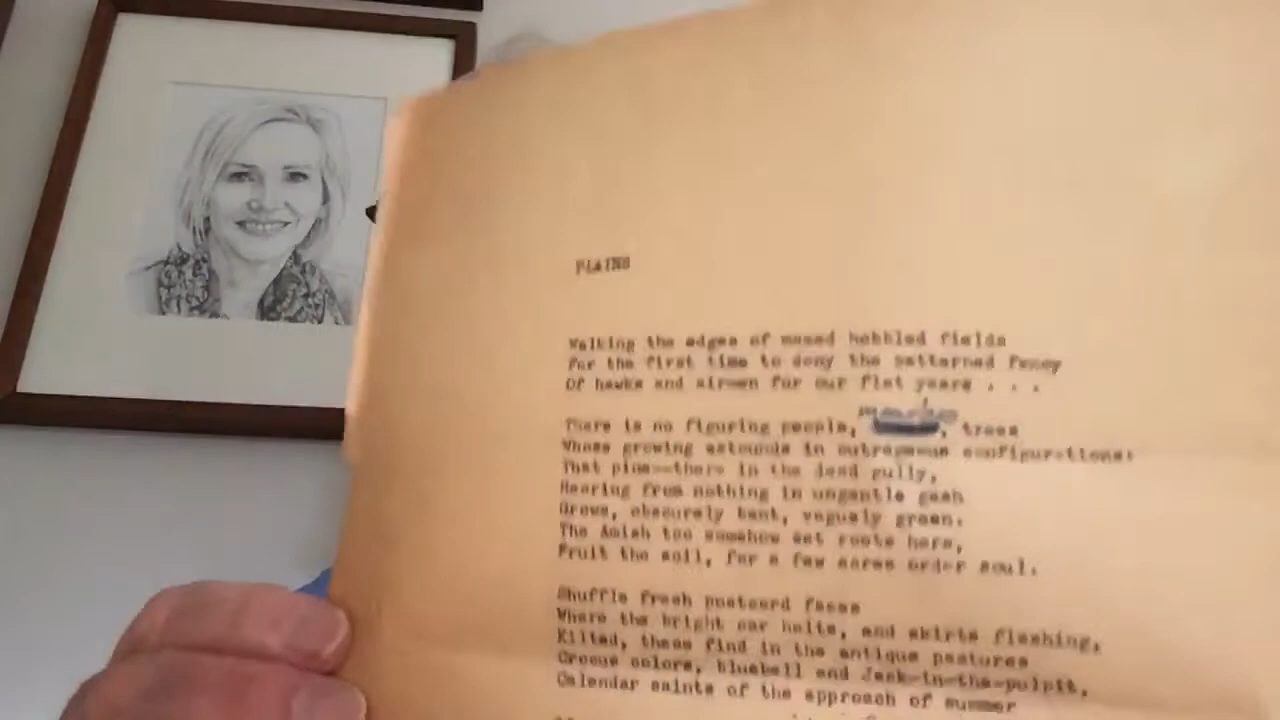 PLAINS
Walking the edges of mased hobbled fields
For the first time to deny the patterned fancy
Of hawks and airmen for our flat years . . .
There is no figuring people, , trees
Whose growing astounds in outrageous configurations:
That pine--there in the dead gully,
Rearing from nothing in ungentle gash
Grows, obscurely bent, vaguely green.
The Amish too somehow set roots here,
Fruit the soil, for a few acres order soul.
Shuffle fresh postcard faces
Where the bright car halts, and skirts flashing,
Kilted, these find in the antique pastures
Crocus colors, bluebell and Jack-in-the-pulpit,
Calendar saints of the approach of summer